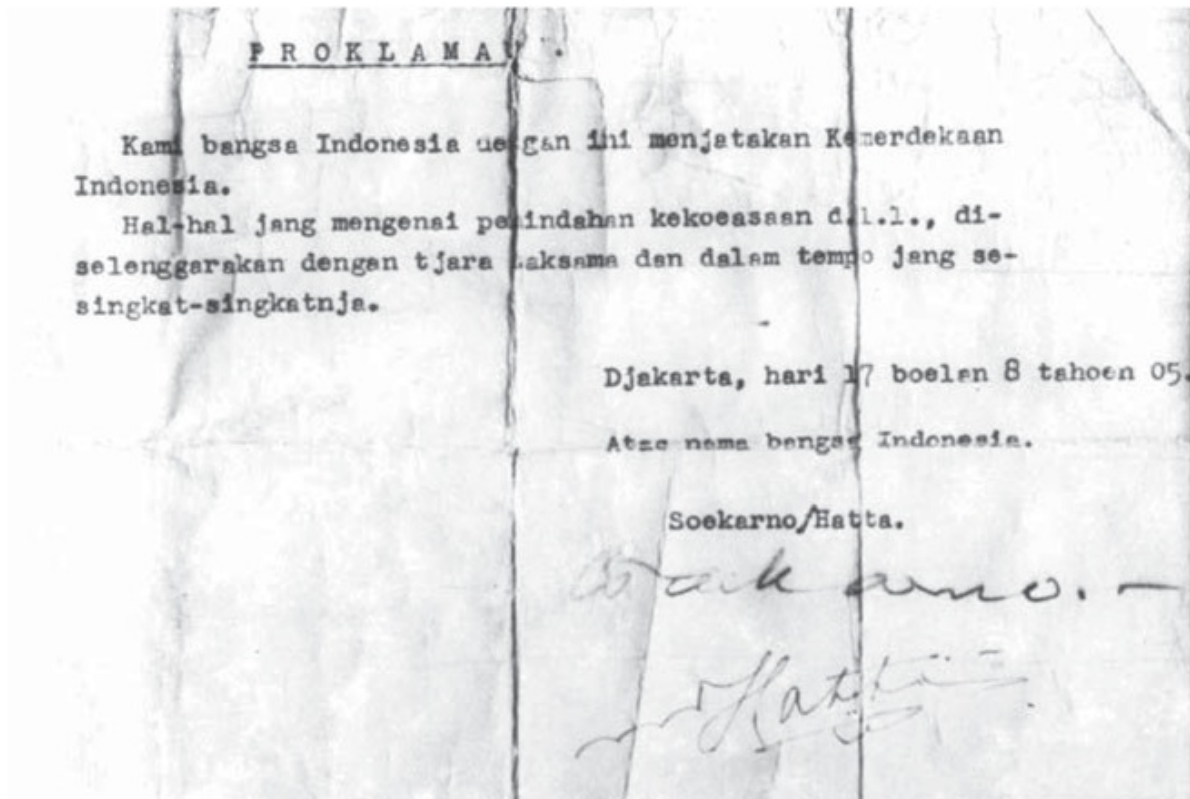 P R O K L A M A S I .
Kami bangsa Indonesia dengan ini menjatakan Kemerdekaan
Indonesia.
Hal-hal jang mengenai pemindahan kekoeasaan d.l.l., di-
selenggarakan dengan tjara saksama dan dalam tempo jang se-
singkat-singkatnja.
Djakarta, hari 17 boelan 8 tahoen 05.
Atas nama bangsa Indonesia.
Soekarno/Hatta.
Soekarno.-
Hatta